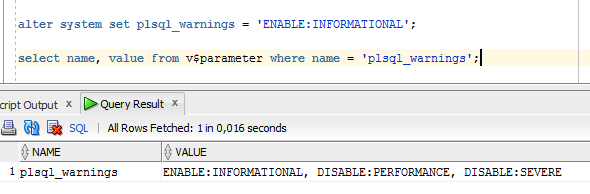 alter system set plsql_warnings = 'ENABLE:INFORMATIONAL';
select name, value from v$parameter where name = 'plsql_warnings';
cript Output x Query Result x
SQL | All Rows Fetched: 1 in 0,016 seconds
NAME VALUE
1 plsql_warnings ENABLE:INFORMATIONAL, DISABLE:PERFORMANCE, DISABLE:SEVERE